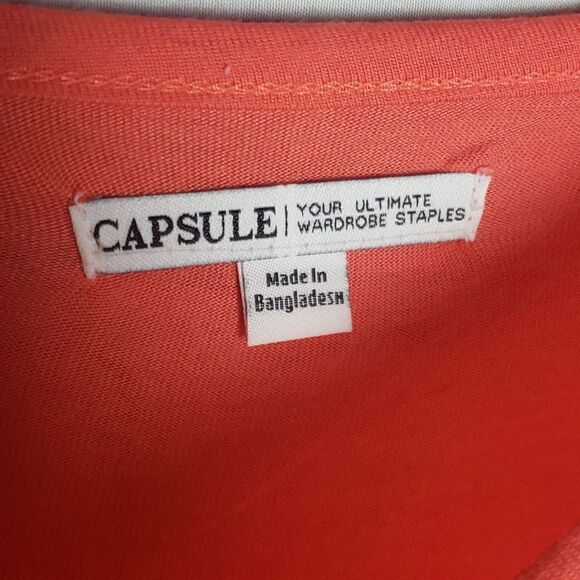 CAPSULE | YOUR ULTIMATE
WARDROBE STAPLES
Made In
Bangladesh